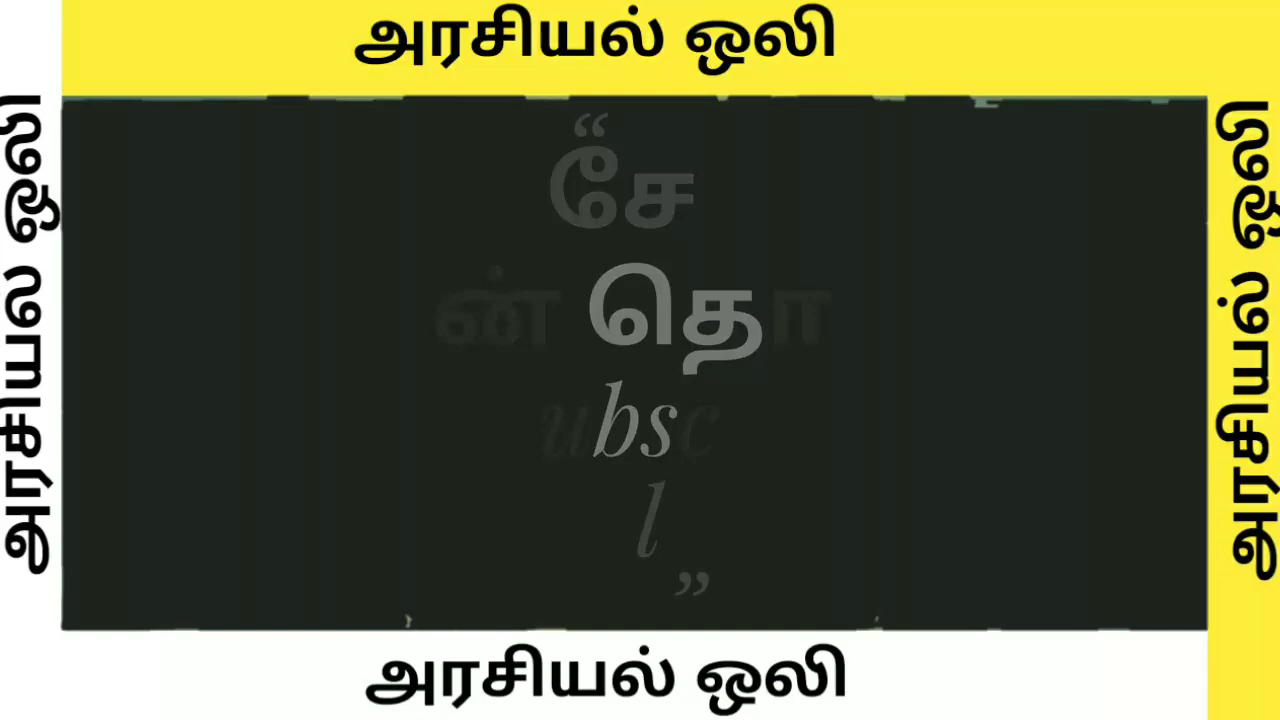 அரசியல் ஒலி
அரசியல் ஒலி
அரசியல் ஒலி
“
சே
ன் தொ
ubsc
l
”
அரசியல் ஒலி